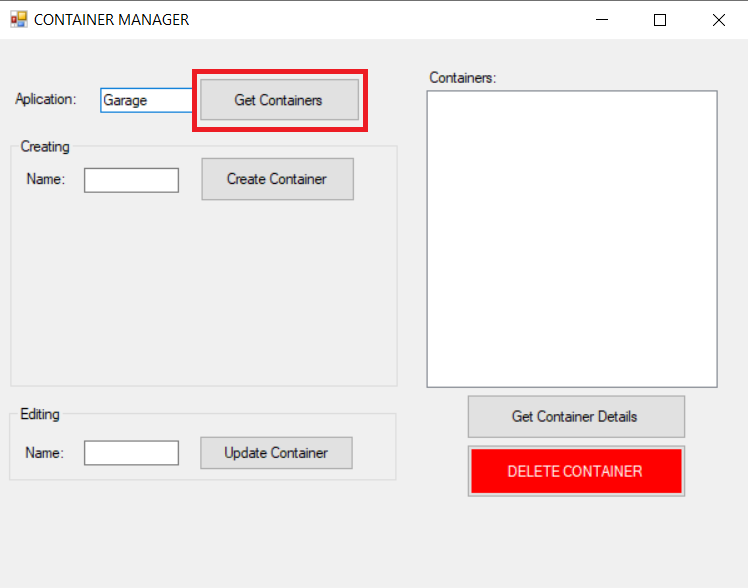 CONTAINER MANAGER
Aplication:
Garage
Get Containers
Containers:
Creating
Name:
Create Container
Editing
Name:
Update Container
Get Container Details
DELETE CONTAINER